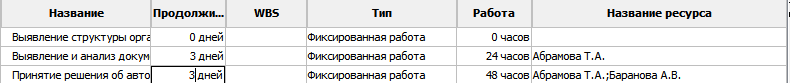 Название Продолжи... WBS Тип Работа Название ресурса
Выявление структуры орга 0 дней Фиксированная работа 0 часов
Выявление и анализ докум 3 дней Фиксированная работа 24 часов Абрамова Т.А.
Принятие решения об авто 3 дней Фиксированная работа 48 часов Абрамова Т.А.;Баранова А.В.